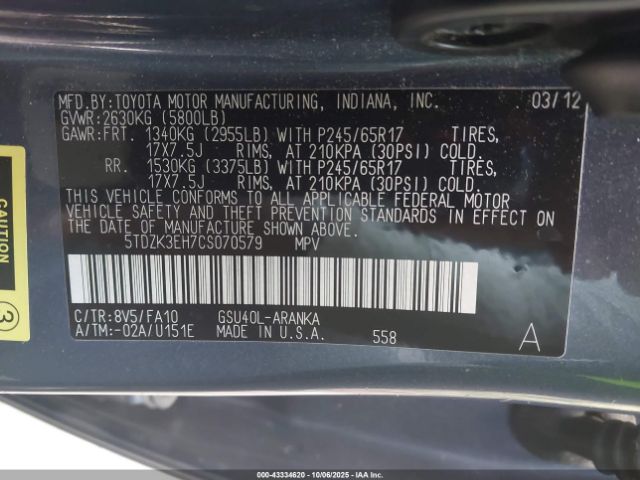 MFD.BY:TOYOTA MOTOR MANUFACTURING, INDIANA, INC. 03/12
GVWR:2630KG (5800LB)
GAWR:FRT. 1340KG (2955LB) WITH P245/65R17 TIRES,
17X7.5J RIMS, AT 210KPA (30PSI) COLD.
RR. 1530KG (3375LB) WITH P245/65R17 TIRES,
17X7.5J RIMS, AT 210KPA (30PSI) COLD.
THIS VEHICLE CONFORMS TO ALL APPLICABLE FEDERAL MOTOR
VEHICLE SAFETY AND THEFT PREVENTION STANDARDS IN EFFECT ON
THE DATE OF MANUFACTURE SHOWN ABOVE.
5TDZK3EH7CS070579 MPV
C/TR:8V5/FA10 GSU40L-ARANKA
A/TM:-02A/U151E MADE IN U.S.A. 558 A
CAUTION
3
000-43334620 - 10/06/2025 - IAAI.COM